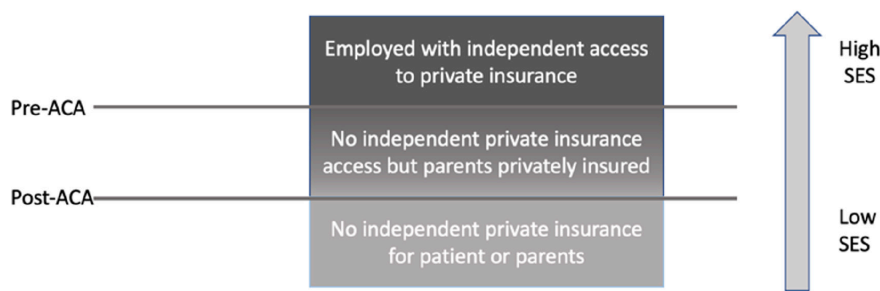 Employed with independent access
to private insurance
High
SES
Pre-ACA
No independent private insurance
access but parents privately insured
Post-ACA
Low
SES
No independent private insurance
for patient or parents